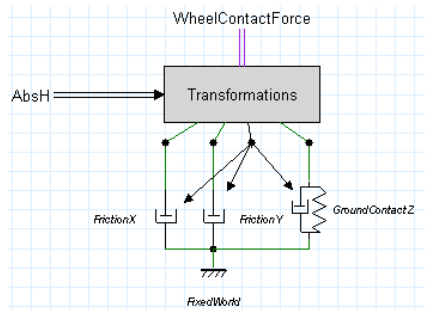 WheelContactForce
AbsH
Transformations
FrictionX
FrictionY
GroundContactZ
FixedWorld